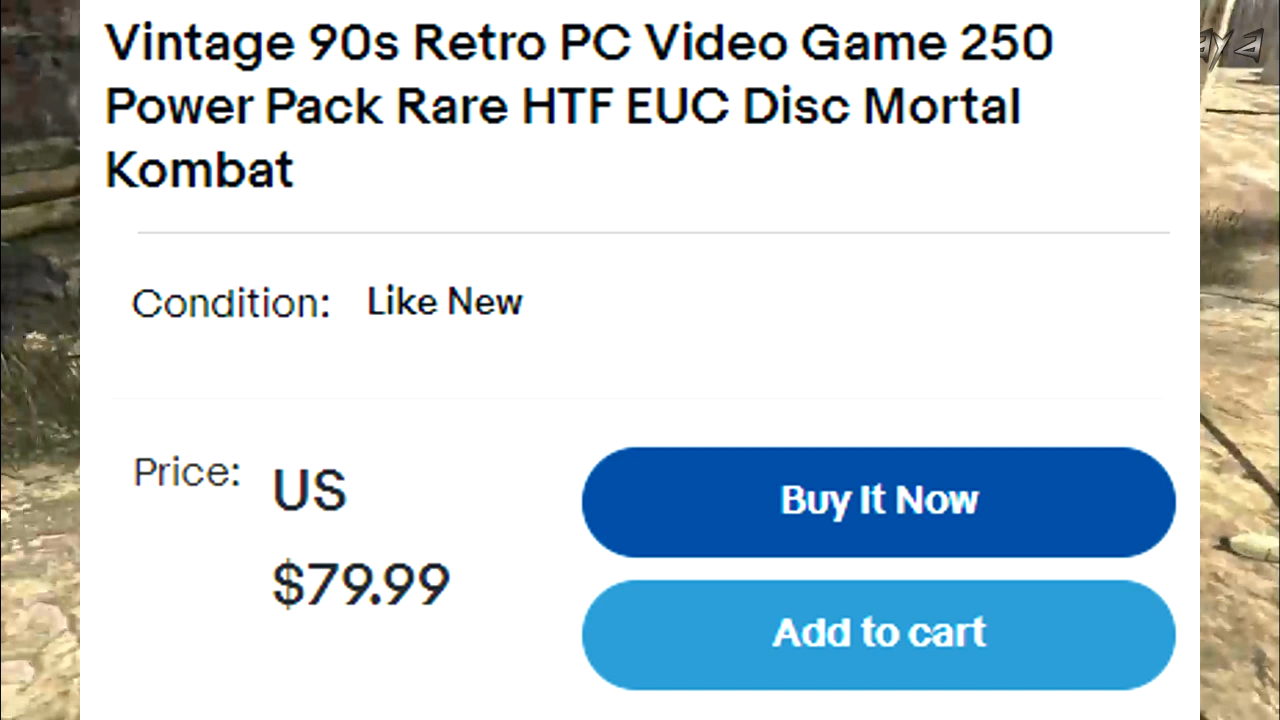 Vintage 90s Retro PC Video Game 250
Power Pack Rare HTF EUC Disc Mortal
Kombat
Condition: Like New
Price: US
$79.99
Buy It Now
Add to cart